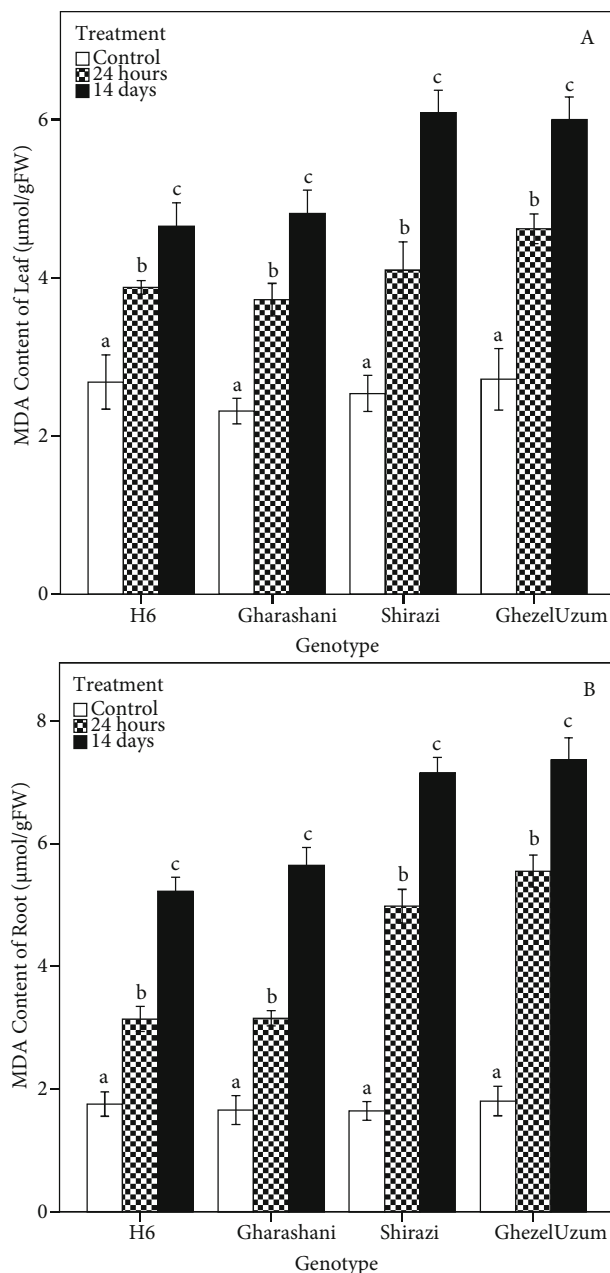 A
Treatment
Control
24 hours
14 days
MDA Content of Leaf (µmol/gFW)
6
4
2
0
a b c a b c a b c a b c
H6 Gharashani Shirazi GhezelUzum
Genotype
B
Treatment
Control
24 hours
14 days
MDA Content of Root (µmol/gFW)
8
6
4
2
0
a b c a b c a b c a b c
H6 Gharashani Shirazi GhezelUzum
Genotype